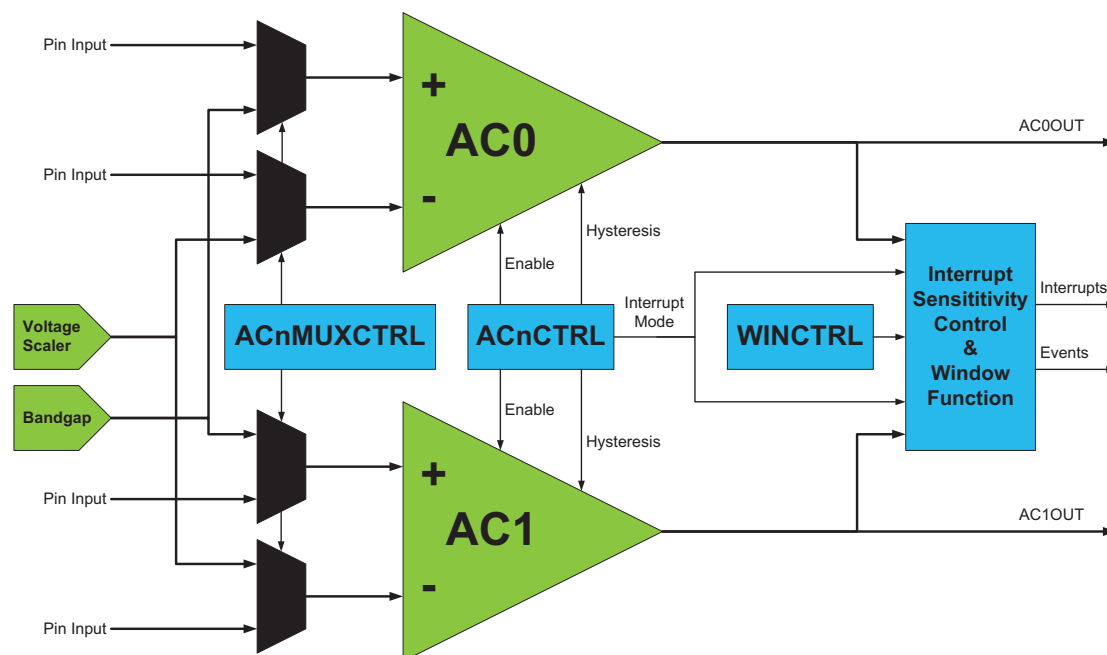 Pin Input
+
AC0
-
AC0OUT
Pin Input
Hysteresis
Enable
Voltage
Scaler
Bandgap
ACnMUXCTRL
ACnCTRL
Interrupt
Mode
WINCTRL
Interrupt
Sensititivity
Control
&
Window
Function
Interrupts
Events
Enable
Hysteresis
Pin Input
+
AC1
-
AC1OUT
Pin Input